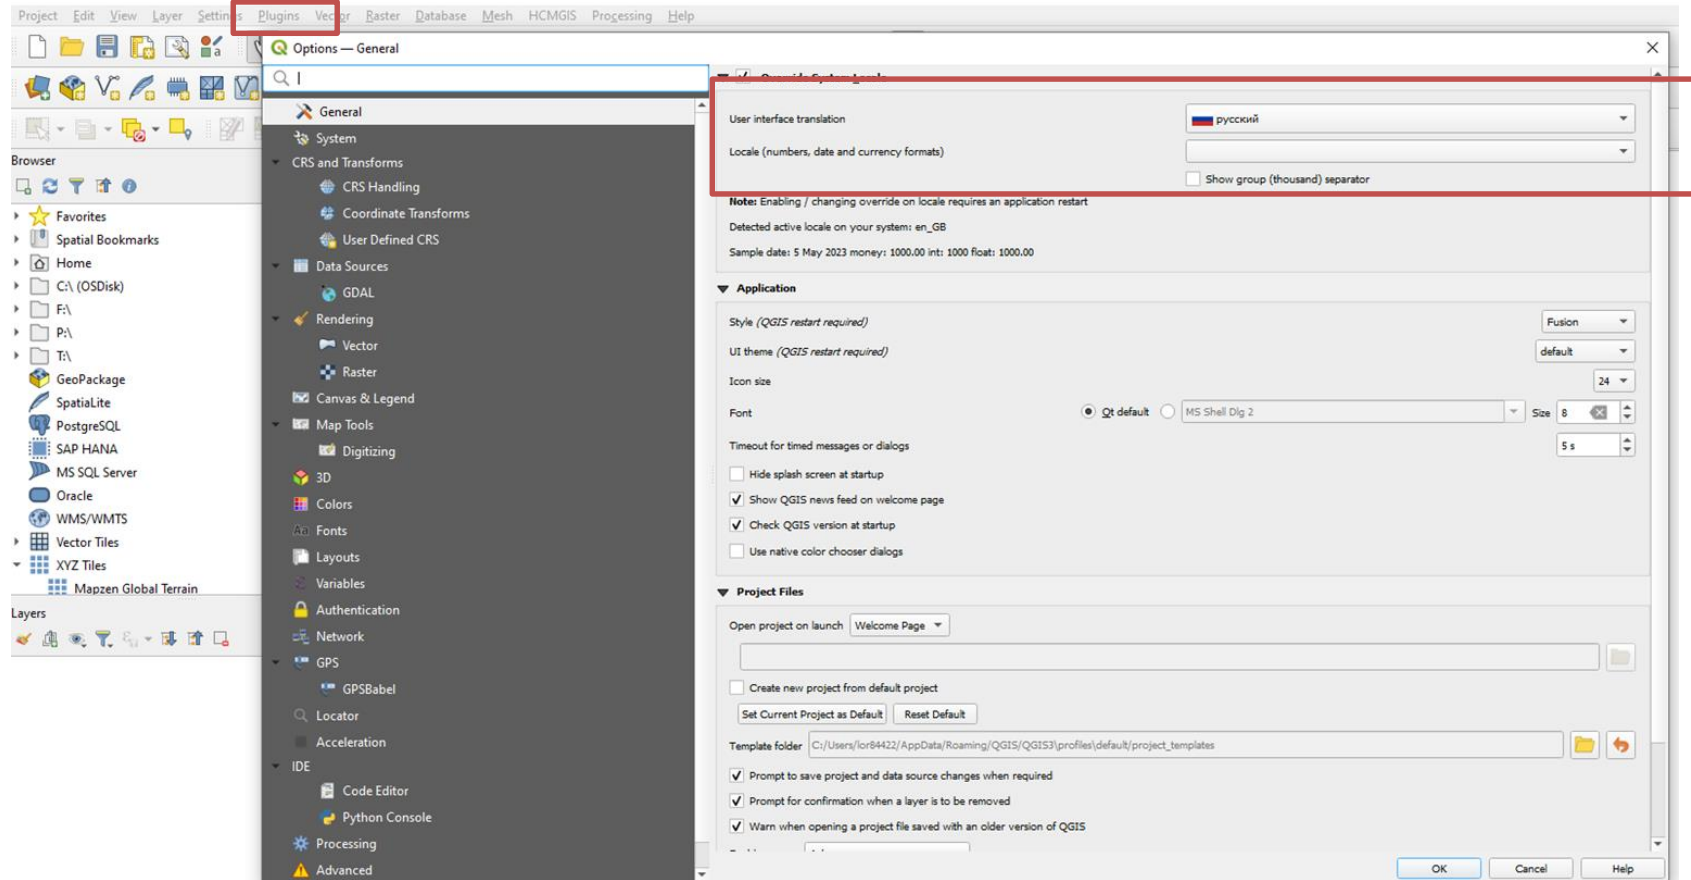 Project Edit View Layer Settings Plugins Vector Raster Database Mesh HCMGIS Processing Help
Options — General
Browser
Favorites
Spatial Bookmarks
Home
C:\ (OSDisk)
F:\
P:\
T:\
GeoPackage
SpatiaLite
PostgreSQL
SAP HANA
MS SQL Server
Oracle
WMS/WMTS
Vector Tiles
XYZ Tiles
Mapzen Global Terrain
Layers
General
System
CRS and Transforms
CRS Handling
Coordinate Transforms
User Defined CRS
Data Sources
GDAL
Rendering
Vector
Raster
Canvas & Legend
Map Tools
Digitizing
3D
Colors
Aa Fonts
Layouts
Variables
Authentication
Network
GPS
GPSBabel
Locator
Acceleration
IDE
Code Editor
Python Console
Processing
Advanced
Override System Locale
User interface translation русский
Locale (numbers, date and currency formats)
Show group (thousand) separator
Note: Enabling / changing override on locale requires an application restart
Detected active locale on your system: en_GB
Sample date: 5 May 2023 money: 1000.00 int: 1000 float: 1000.00
Application
Style (QGIS restart required) Fusion
UI theme (QGIS restart required) default
Icon size 24
Font Qt default MS Shell Dlg 2 Size 8
Timeout for timed messages or dialogs 5 s
Hide splash screen at startup
Show QGIS news feed on welcome page
Check QGIS version at startup
Use native color chooser dialogs
Project Files
Open project on launch Welcome Page
Create new project from default project
Set Current Project as Default Reset Default
Template folder C:/Users/lor84422/AppData/Roaming/QGIS/QGIS3\profiles\default/project_templates
Prompt to save project and data source changes when required
Prompt for confirmation when a layer is to be removed
Warn when opening a project file saved with an older version of QGIS
OK Cancel Help